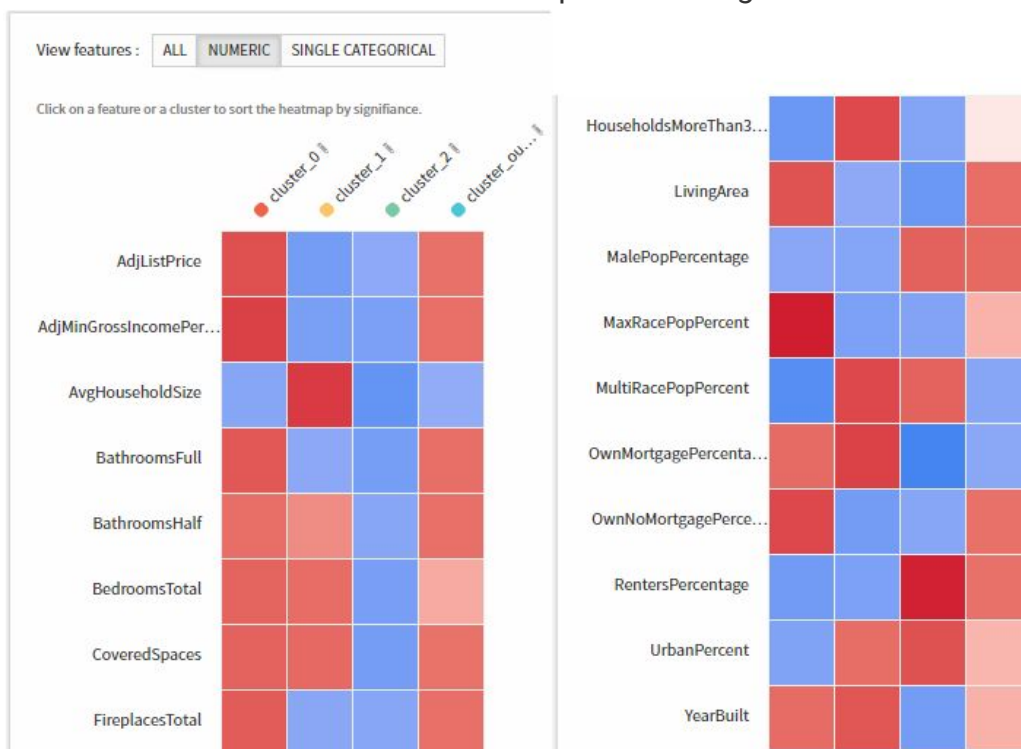 View features :
ALL
NUMERIC
SINGLE CATEGORICAL
Click on a feature or a cluster to sort the heatmap by signifiance.
cluster_0
cluster_1
cluster_2
cluster_ou...
AdjListPrice
AdjMinGrossIncomePer...
AvgHouseholdSize
BathroomsFull
BathroomsHalf
BedroomsTotal
CoveredSpaces
FireplacesTotal
HouseholdsMoreThan3...
LivingArea
MalePopPercentage
MaxRacePopPercent
MultiRacePopPercent
OwnMortgagePercenta...
OwnNoMortgagePerce...
RentersPercentage
UrbanPercent
YearBuilt